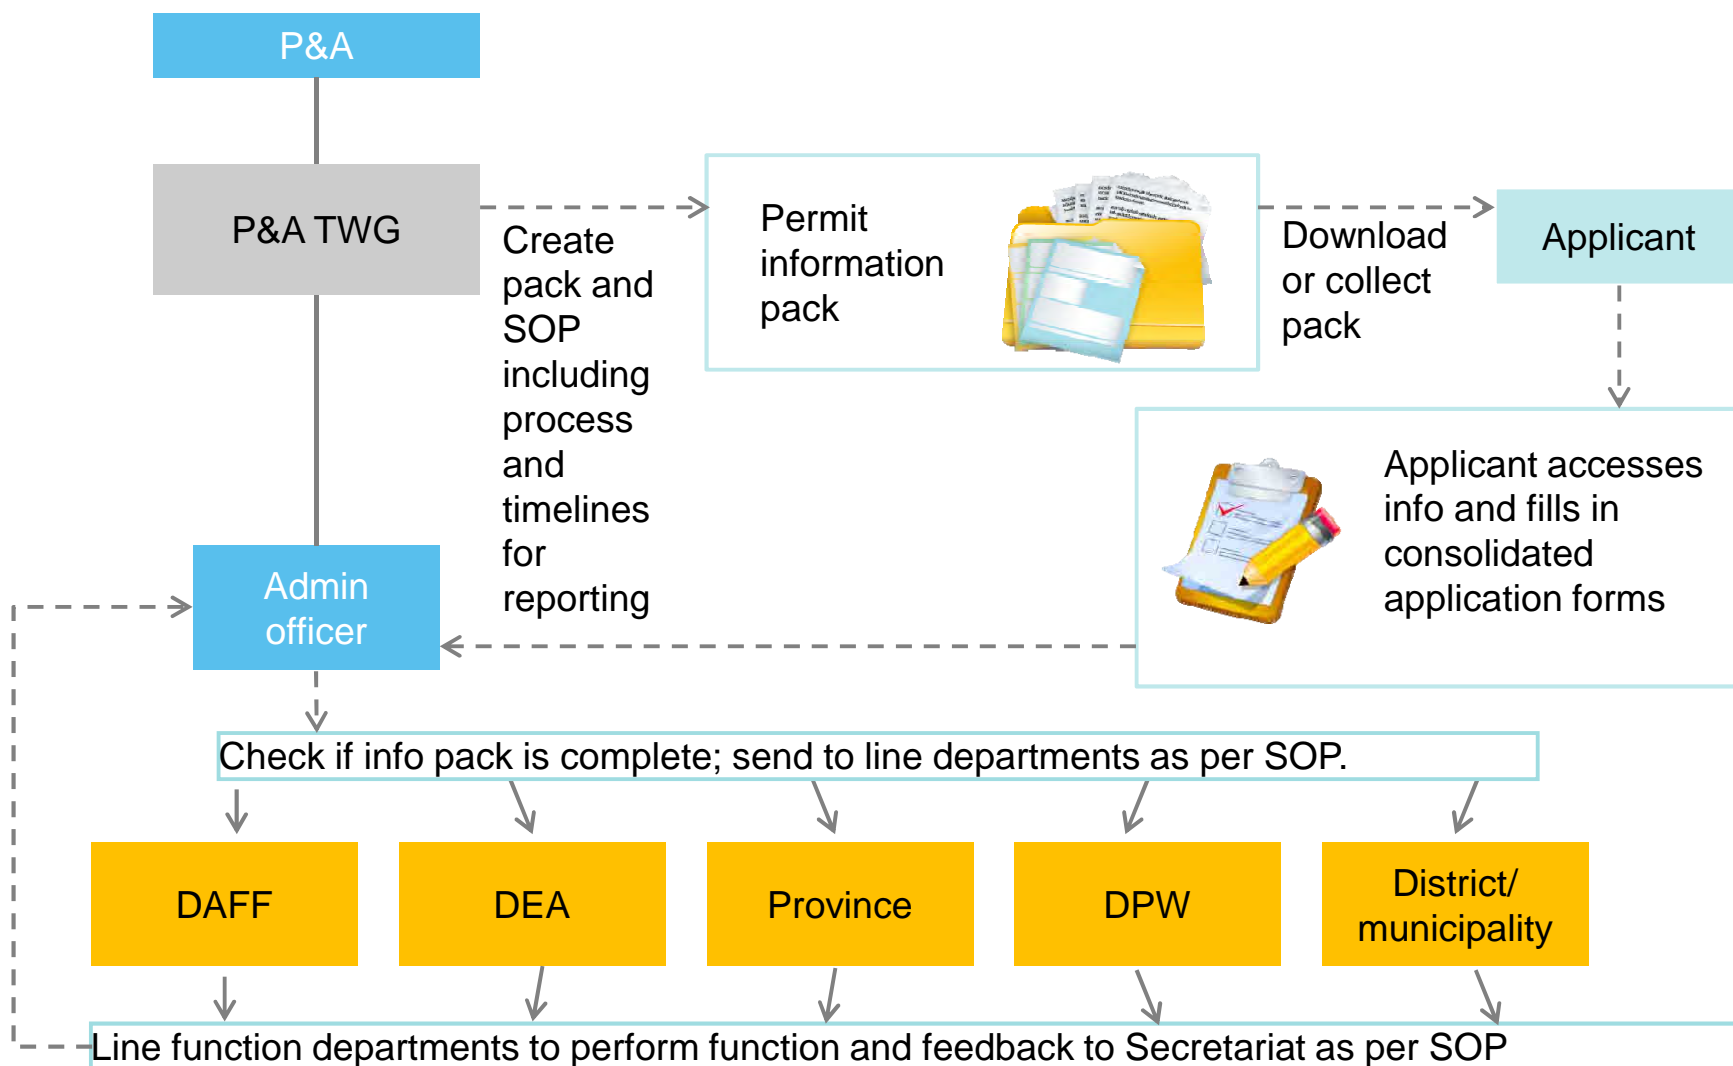 P&A
P&A TWG
Create
pack and
SOP
including
process
and
timelines
for
reporting
Permit
information
pack
Download
or collect
pack
Applicant
Applicant accesses
info and fills in
consolidated
application forms
Admin
officer
Check if info pack is complete; send to line departments as per SOP.
DAFF
DEA
Province
DPW
District/
municipality
Line function departments to perform function and feedback to Secretariat as per SOP